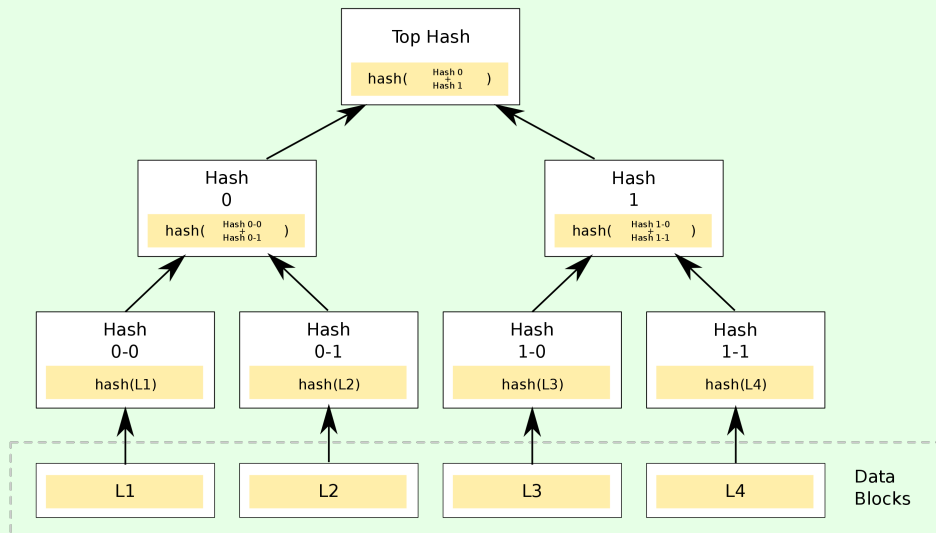 Top Hash
hash( Hash 0 + Hash 1 )
Hash
0
hash( Hash 0-0 + Hash 0-1 )
Hash
1
hash( Hash 1-0 + Hash 1-1 )
Hash
0-0
hash(L1)
Hash
0-1
hash(L2)
Hash
1-0
hash(L3)
Hash
1-1
hash(L4)
L1
L2
L3
L4
Data
Blocks